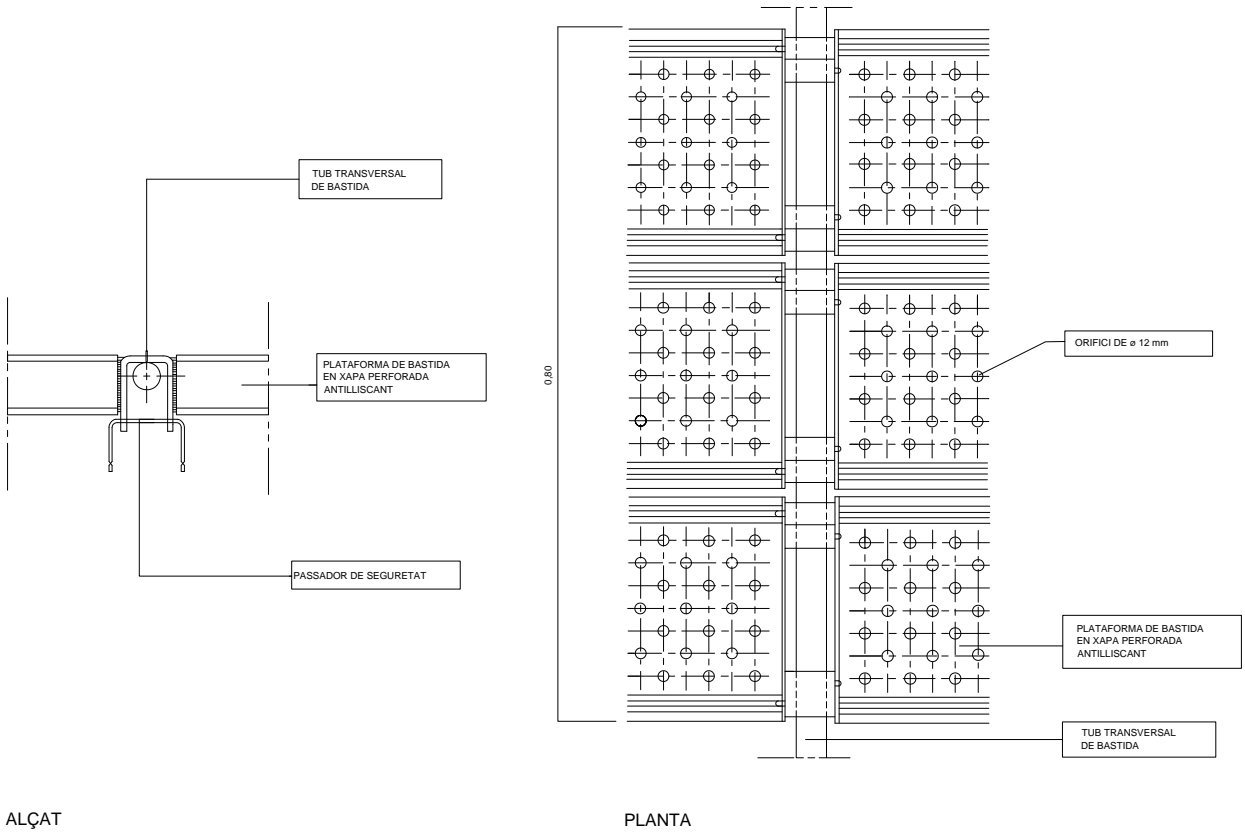 TUB TRANSVERSAL
DE BASTIDA
PLATAFORMA DE BASTIDA
EN XAPA PERFORADA
ANTILLISCANT
PASSADOR DE SEGURETAT
ALÇAT
0,80
ORIFICI DE ø 12 mm
PLATAFORMA DE BASTIDA
EN XAPA PERFORADA
ANTILLISCANT
TUB TRANSVERSAL
DE BASTIDA
PLANTA